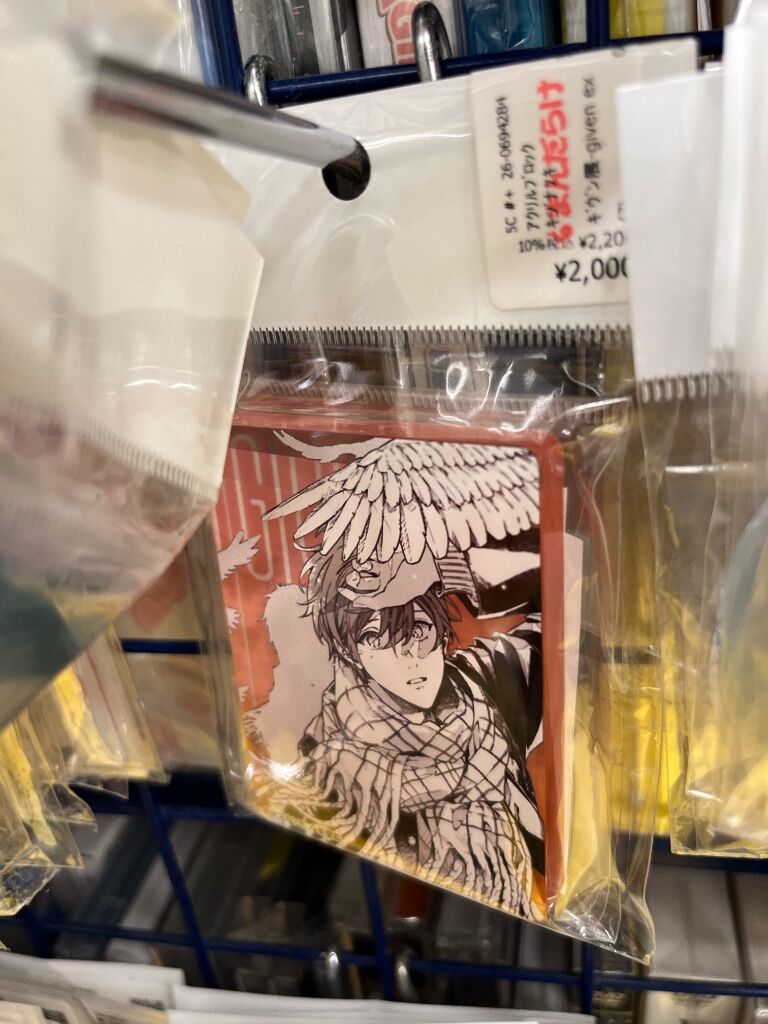 SC #+ 26-0694284
アクリルブロック
まんだらけ
ギヴン展-given ex
10%税込 ¥2,20
¥2,000